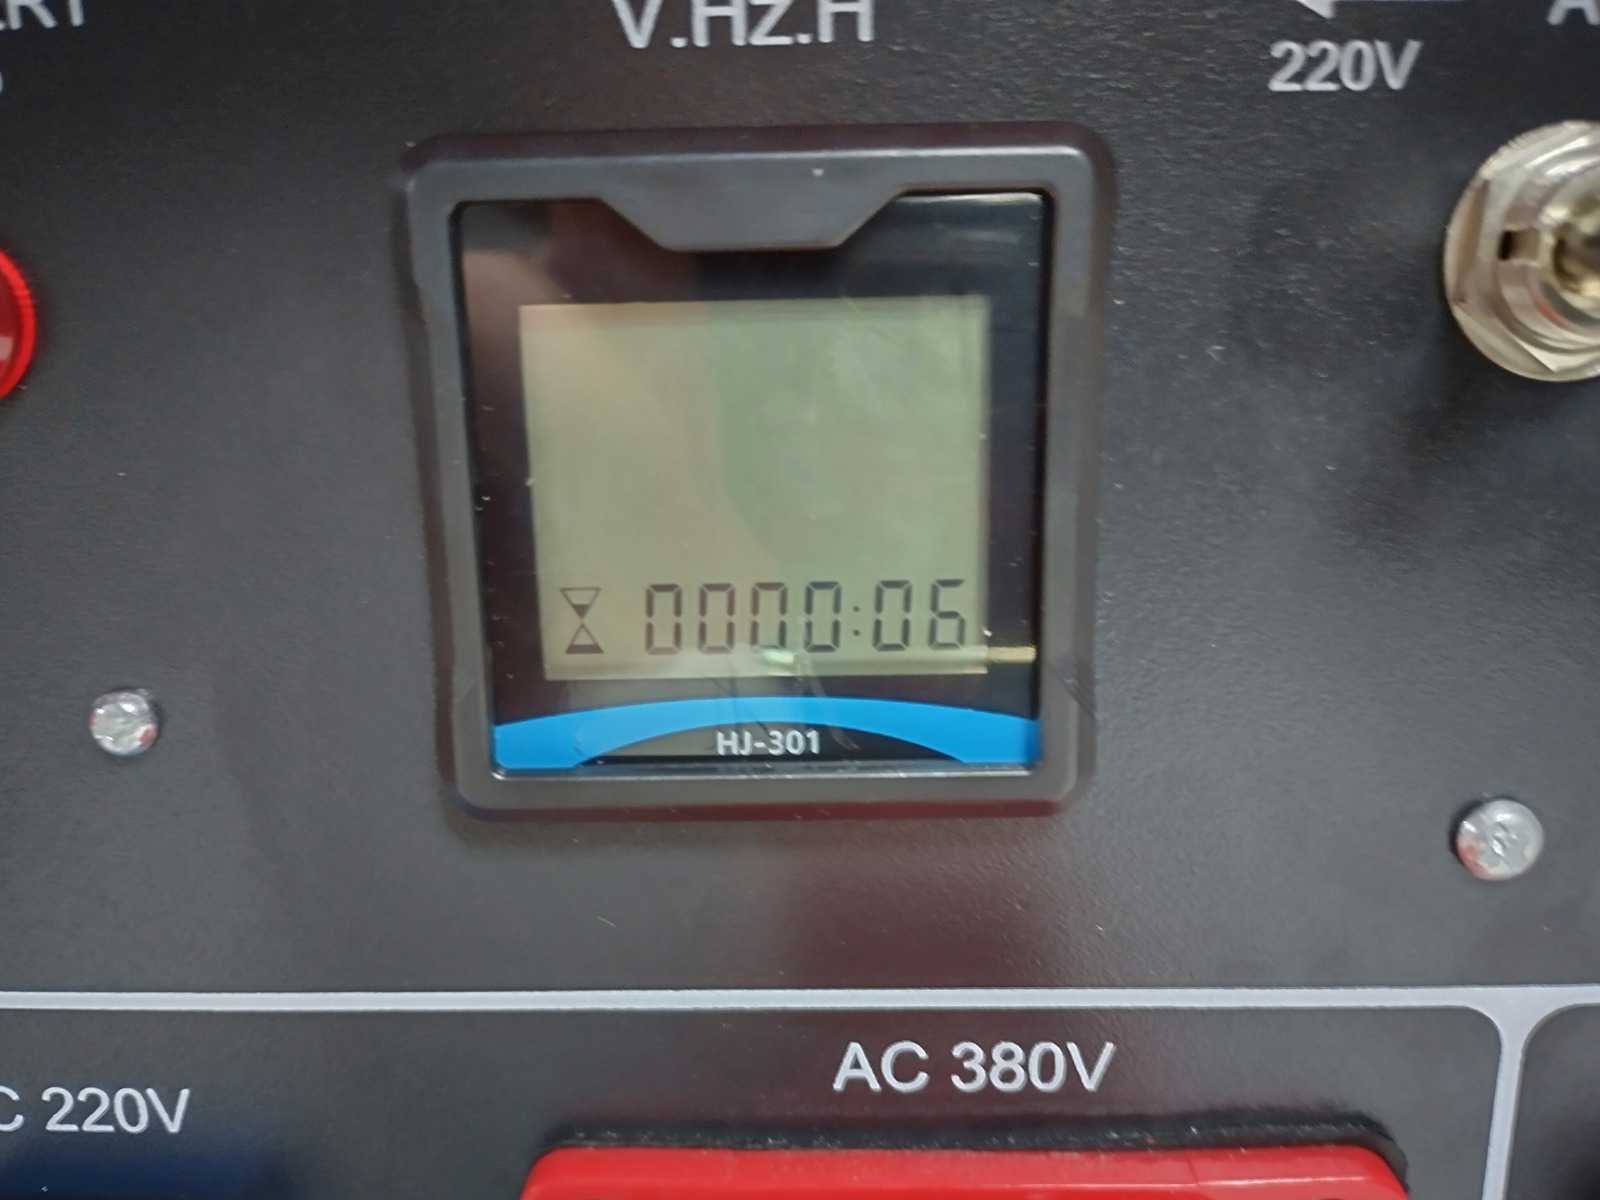 V.Hz.H
220V
0000:06
HJ-301
AC 380V
220V